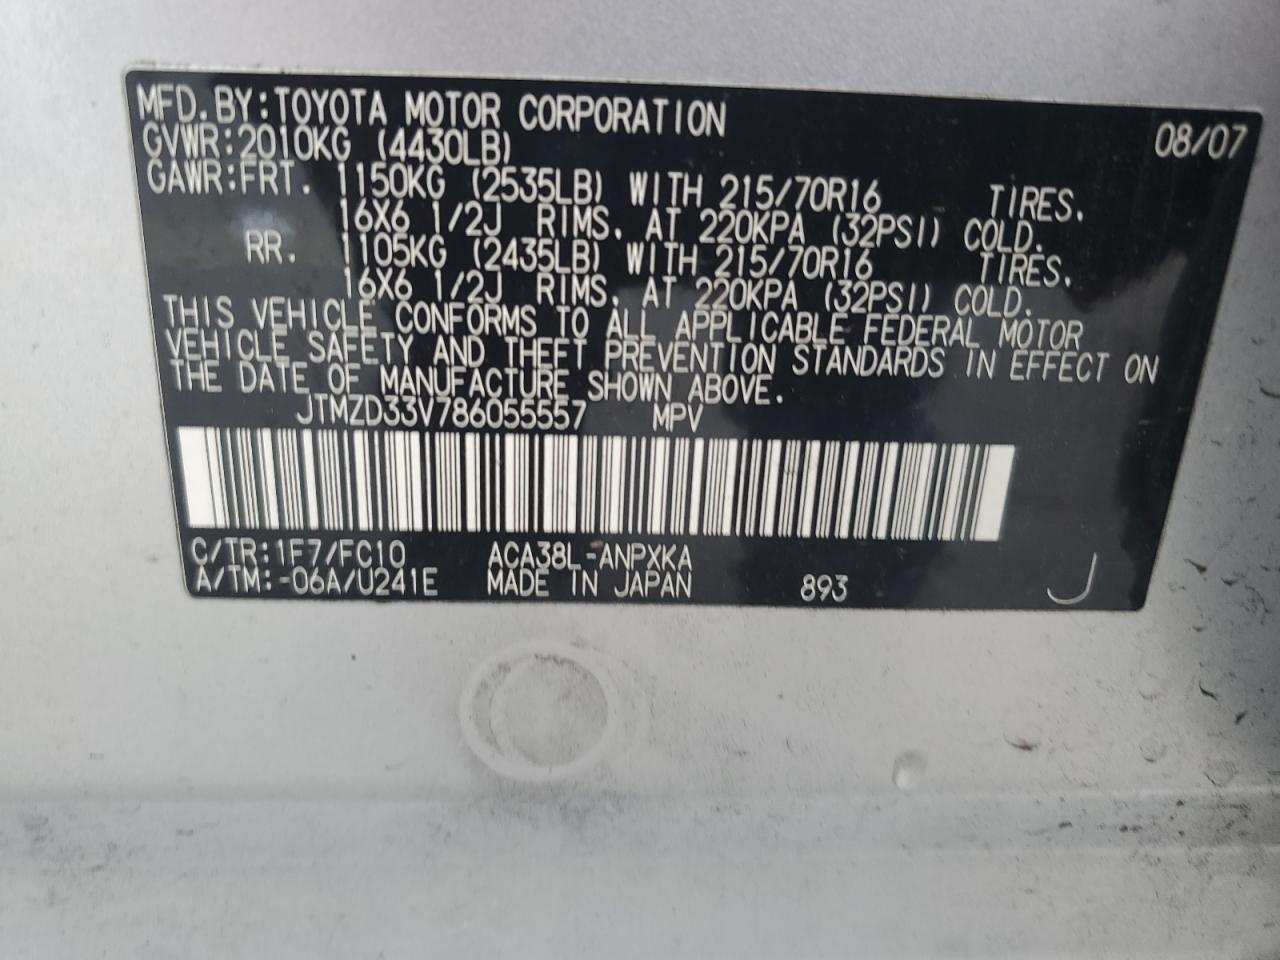 MFD. BY: TOYOTA MOTOR CORPORATION 08/07
GVWR: 2010KG (4430LB)
GAWR: FRT. 1150KG (2535LB) WITH 215/70R16 TIRES.
16X6 1/2J RIMS. AT 220KPA (32PSI) COLD.
RR. 1105KG (2435LB) WITH 215/70R16 TIRES.
16X6 1/2J RIMS. AT 220KPA (32PSI) COLD.
THIS VEHICLE CONFORMS TO ALL APPLICABLE FEDERAL MOTOR
VEHICLE SAFETY AND THEFT PREVENTION STANDARDS IN EFFECT ON
THE DATE OF MANUFACTURE SHOWN ABOVE.
JTMZD33V786055557 MPV
C/TR: 1F7/FC10 ACA38L-ANPXKA
A/TM: -06A/U241E MADE IN JAPAN 893 J